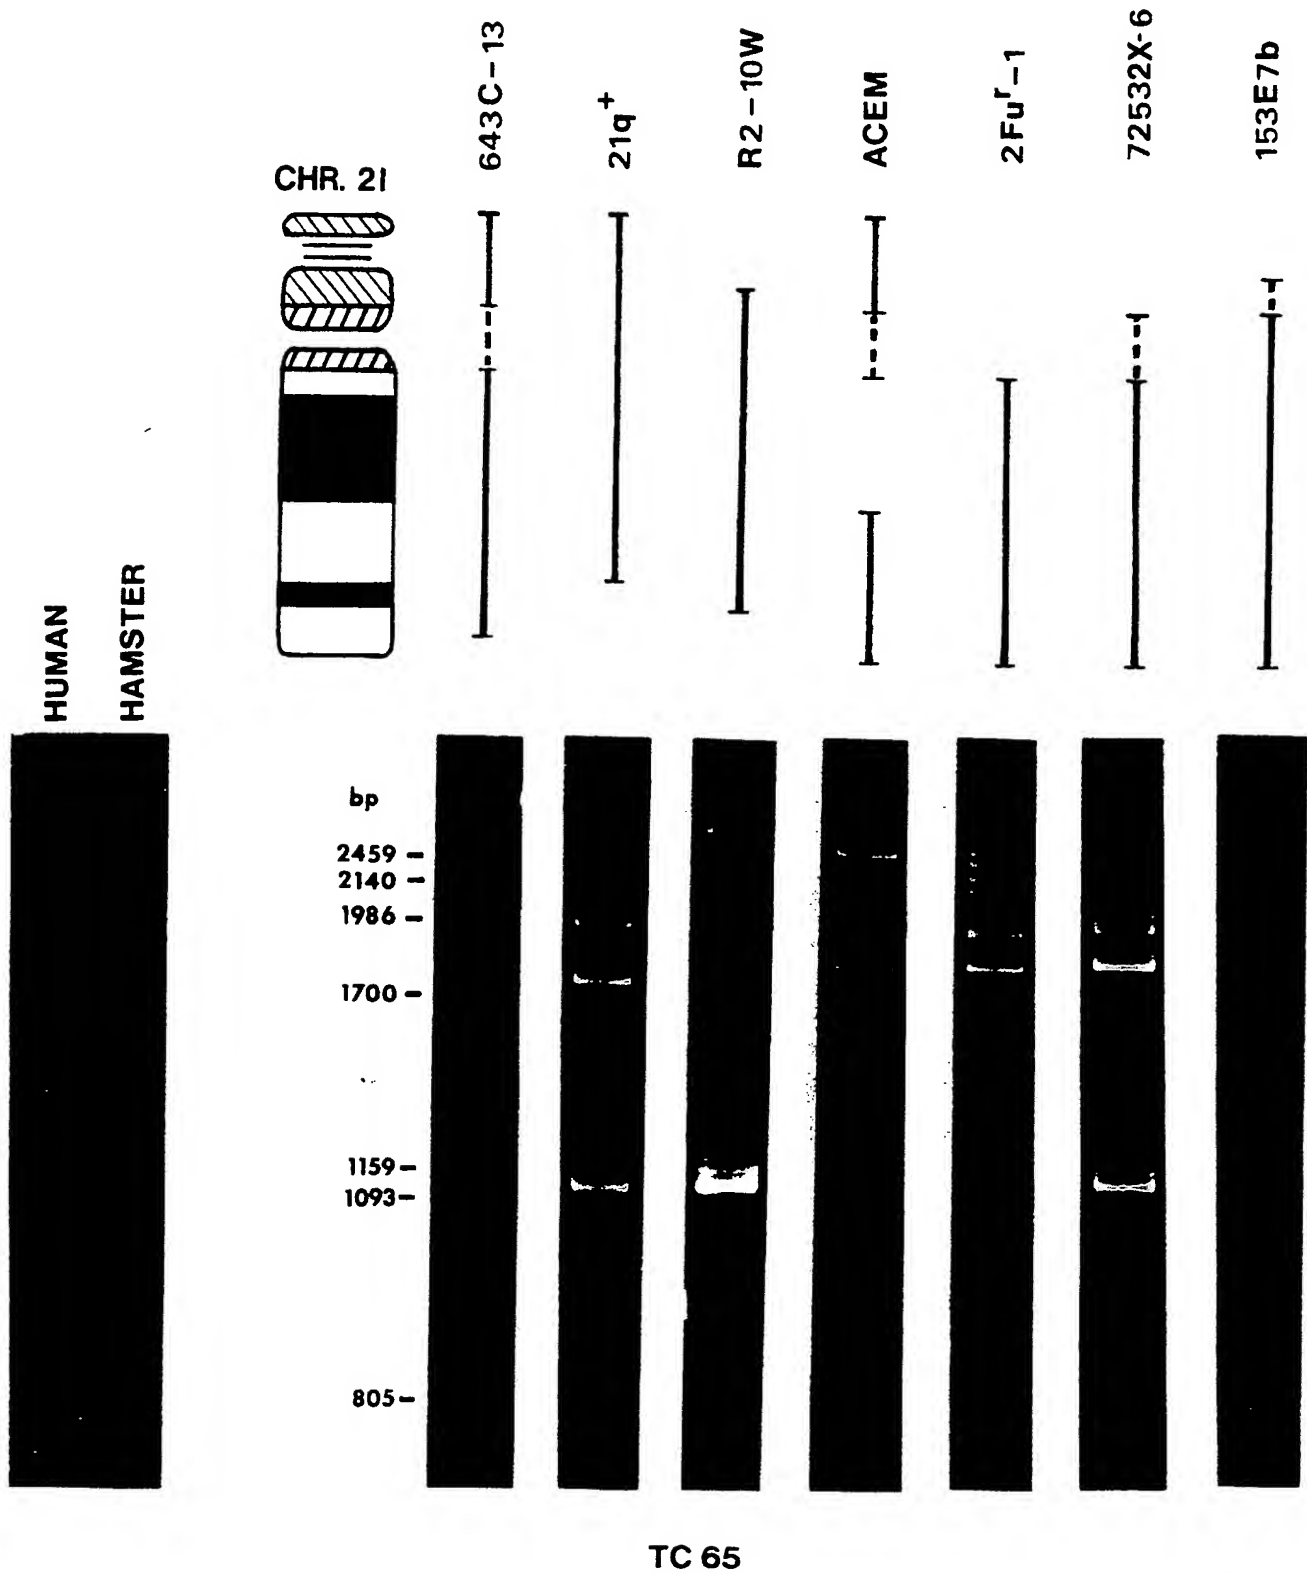 643C-13
21q+
R2-10W
ACEM
2Fuʳ-1
72532X-6
153E7b
CHR. 21
HUMAN
HAMSTER
bp
2459
2140
1986
1700
1159
1093
805
TC 65